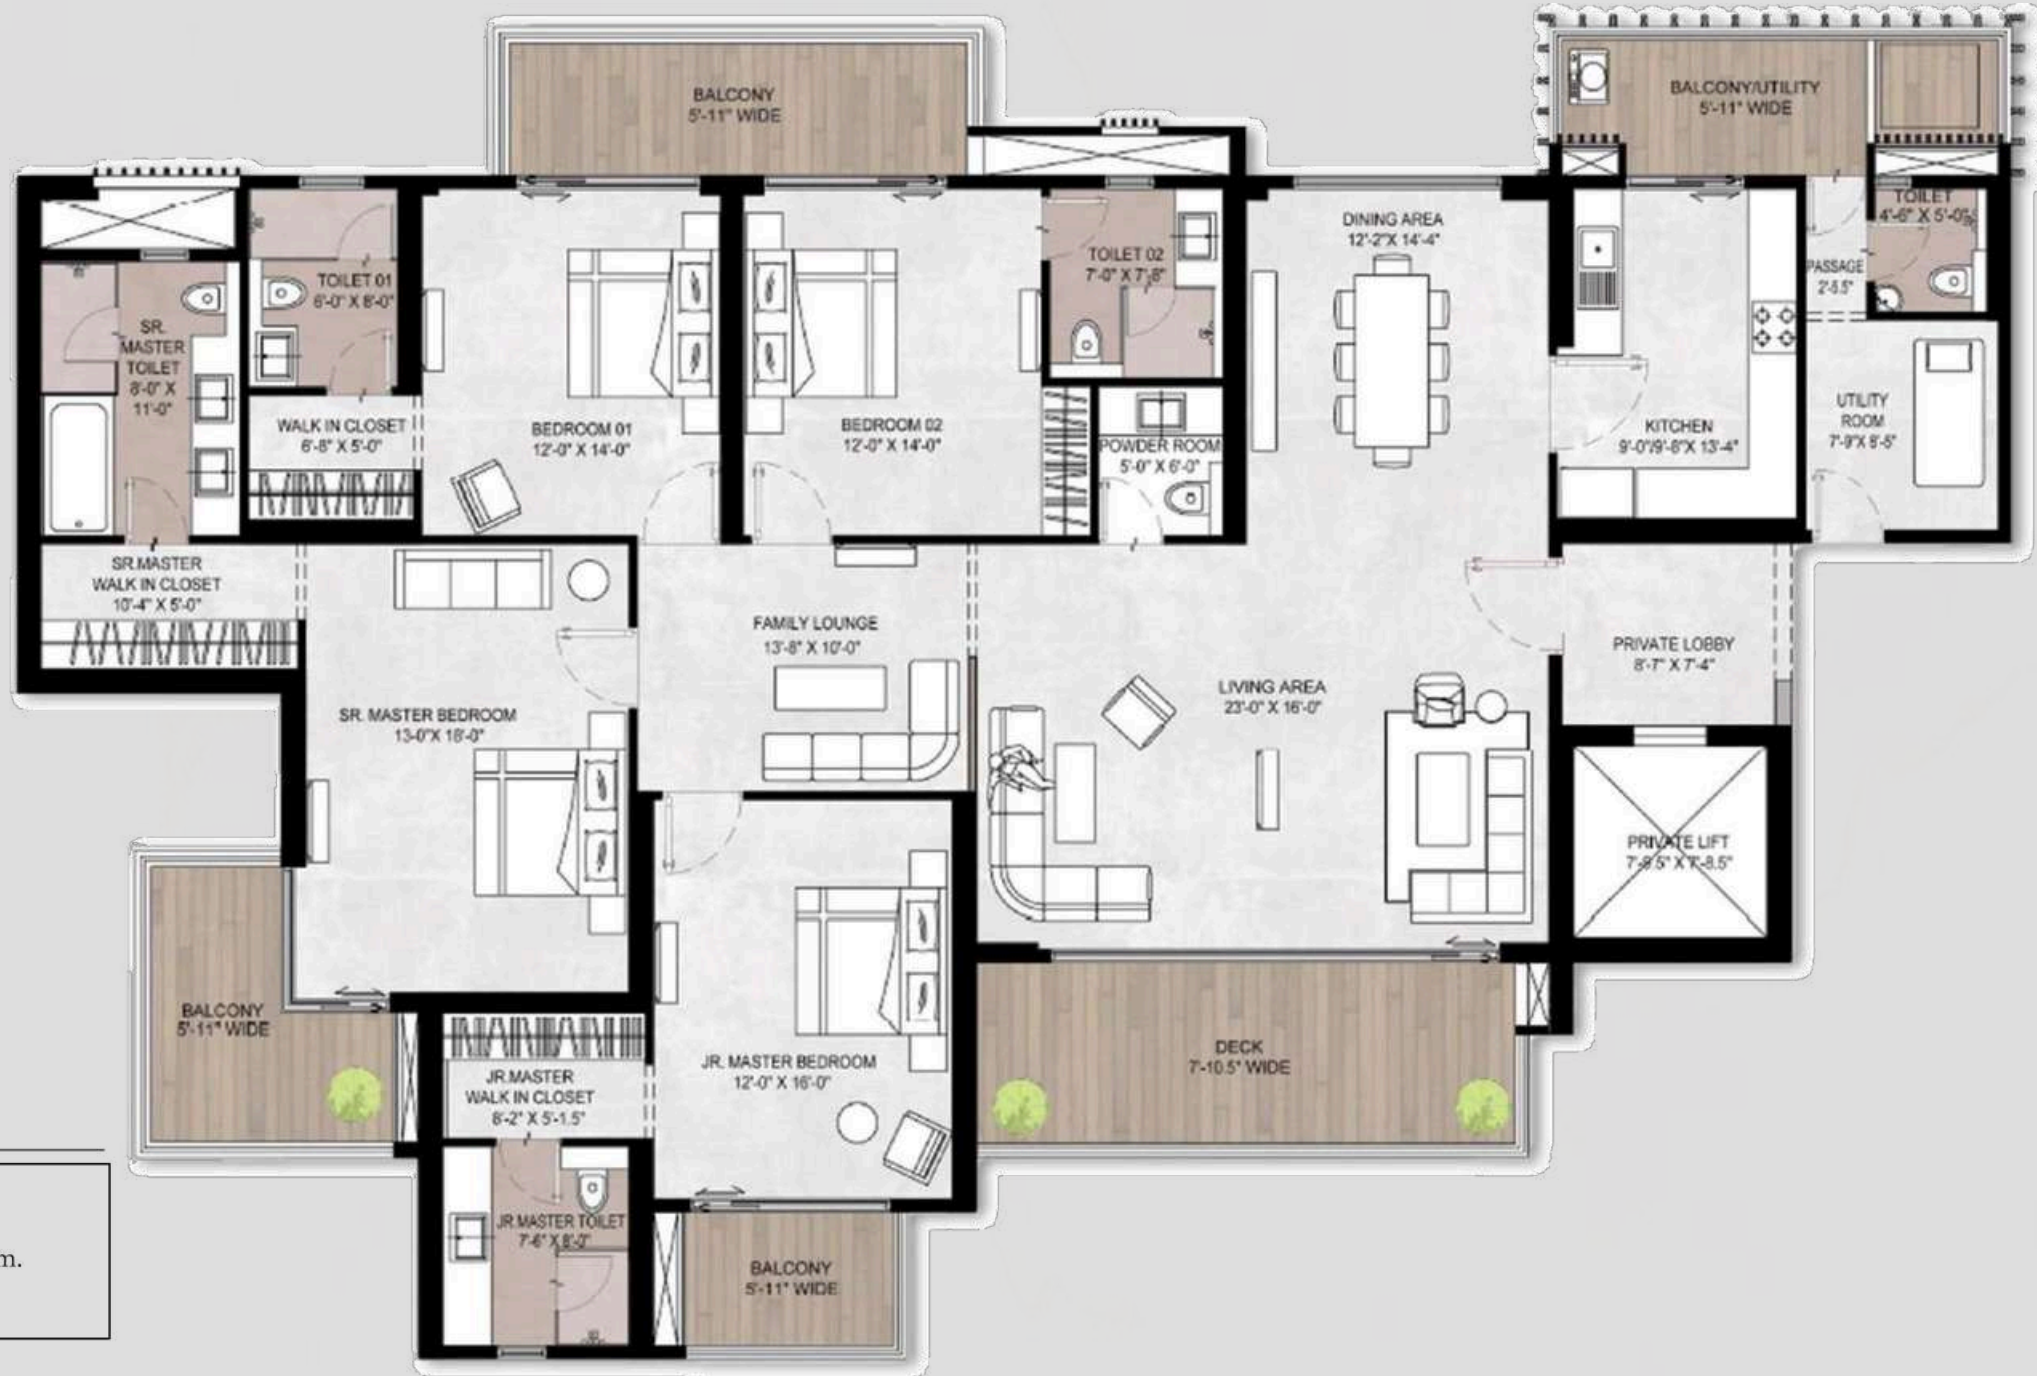 BALCONY
5'-11" WIDE
BALCONY/UTILITY
5'-11" WIDE
TOILET
4'-6" X 5'-0"
DINING AREA
12'-2"X 14'-4"
TOILET 02
7'-0" X 7'-8"
PASSAGE
2'-5.5"
TOILET 01
6'-0" X 8'-0"
SR.
MASTER
TOILET
8'-0" X
11'-0"
UTILITY
ROOM
7'-9"X 8'-5"
WALK IN CLOSET
6'-8" X 5'-0"
BEDROOM 01
12'-0" X 14'-0"
BEDROOM 02
12'-0" X 14'-0"
POWDER ROOM
5'-0" X 6'-0"
KITCHEN
9'-0"/9'-8"X 13'-4"
SR.MASTER
WALK IN CLOSET
10'-4" X 5'-0"
FAMILY LOUNGE
13'-8" X 10'-0"
PRIVATE LOBBY
8'-7" X 7'-4"
LIVING AREA
23'-0" X 16'-0"
SR. MASTER BEDROOM
13-0"X 18'-0"
PRIVATE LIFT
BALCONY
5'-11" WIDE
DECK
7'-10.5" WIDE
JR. MASTER BEDROOM
12'-0" X 16'-0"
JR.MASTER
WALK IN CLOSET
8'-2" X 5'-1.5"
JR.MASTER TOILET
7'-6" X 8'-0"
BALCONY
5'-11" WIDE
m.